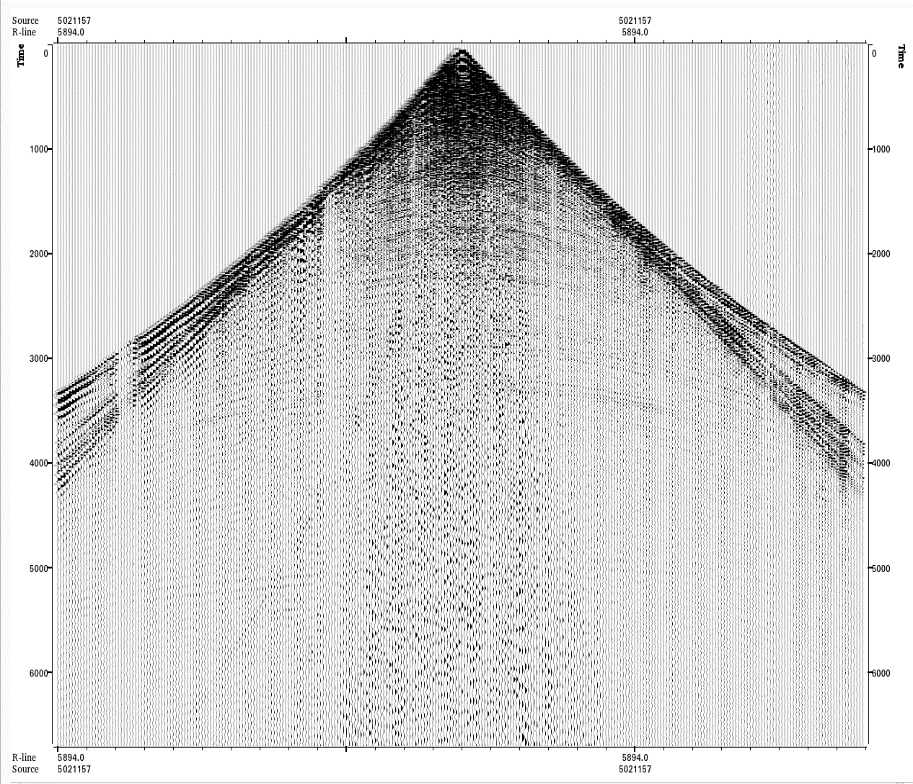 Source 5021157 5021157
R-line 5894.0 5894.0
Time Time
0 0
1000 1000
2000 2000
3000 3000
4000 4000
5000 5000
6000 6000
R-line 5894.0 5894.0
Source 5021157 5021157